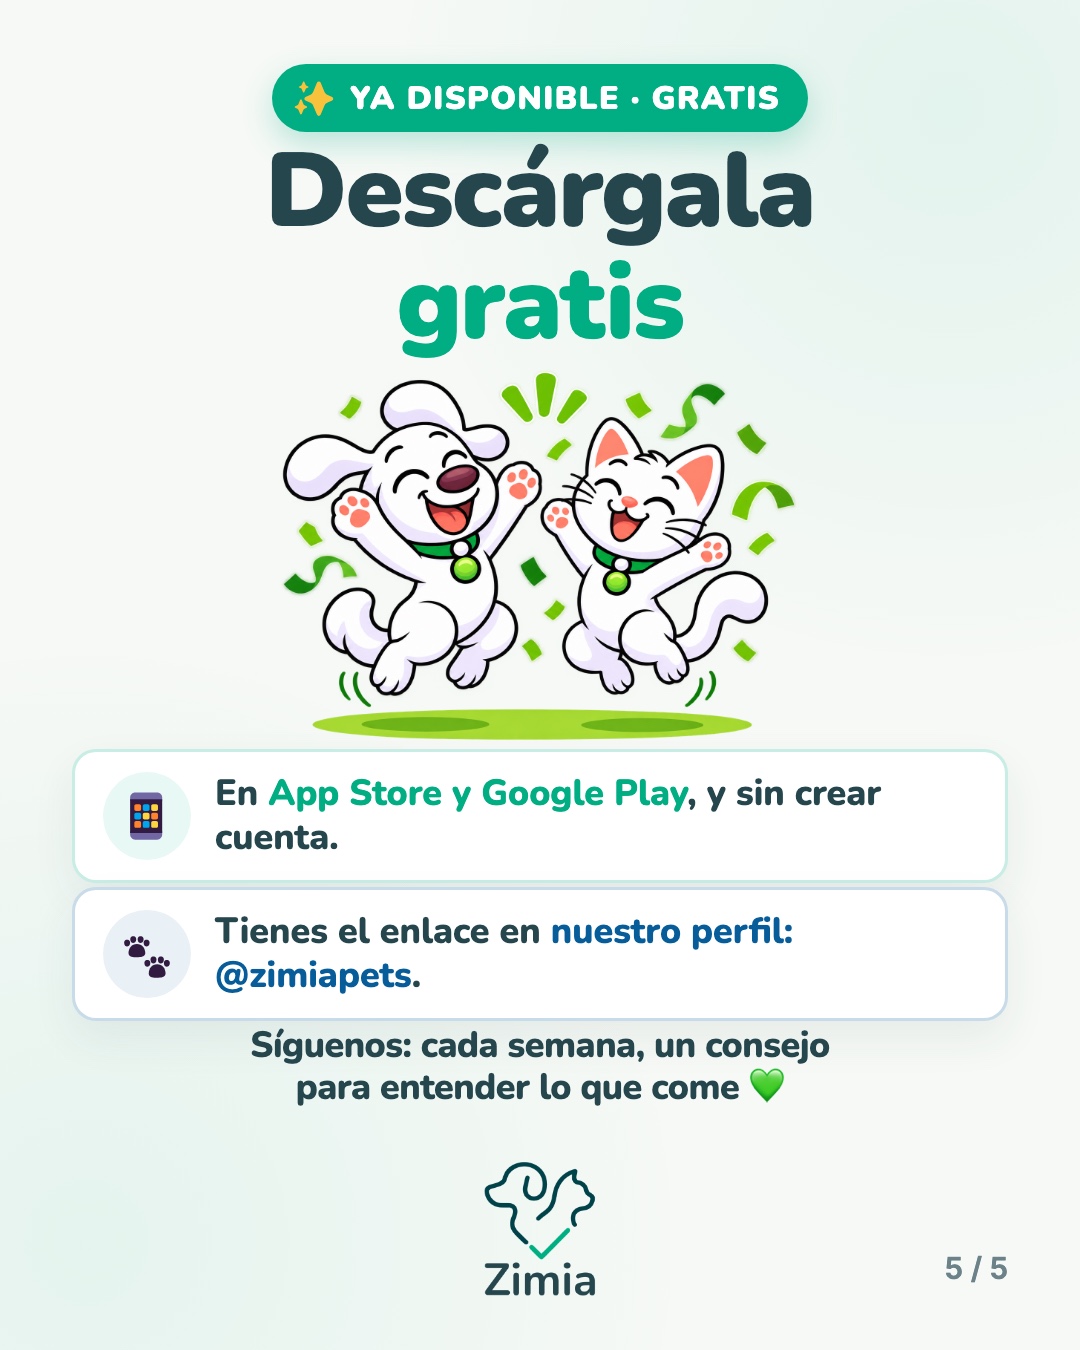 ✨ YA DISPONIBLE · GRATIS
Descárgala
gratis
En App Store y Google Play, y sin crear
cuenta.
Tienes el enlace en nuestro perfil:
@zimiapets.
Síguenos: cada semana, un consejo
para entender lo que come 💚
Zimia
5 / 5